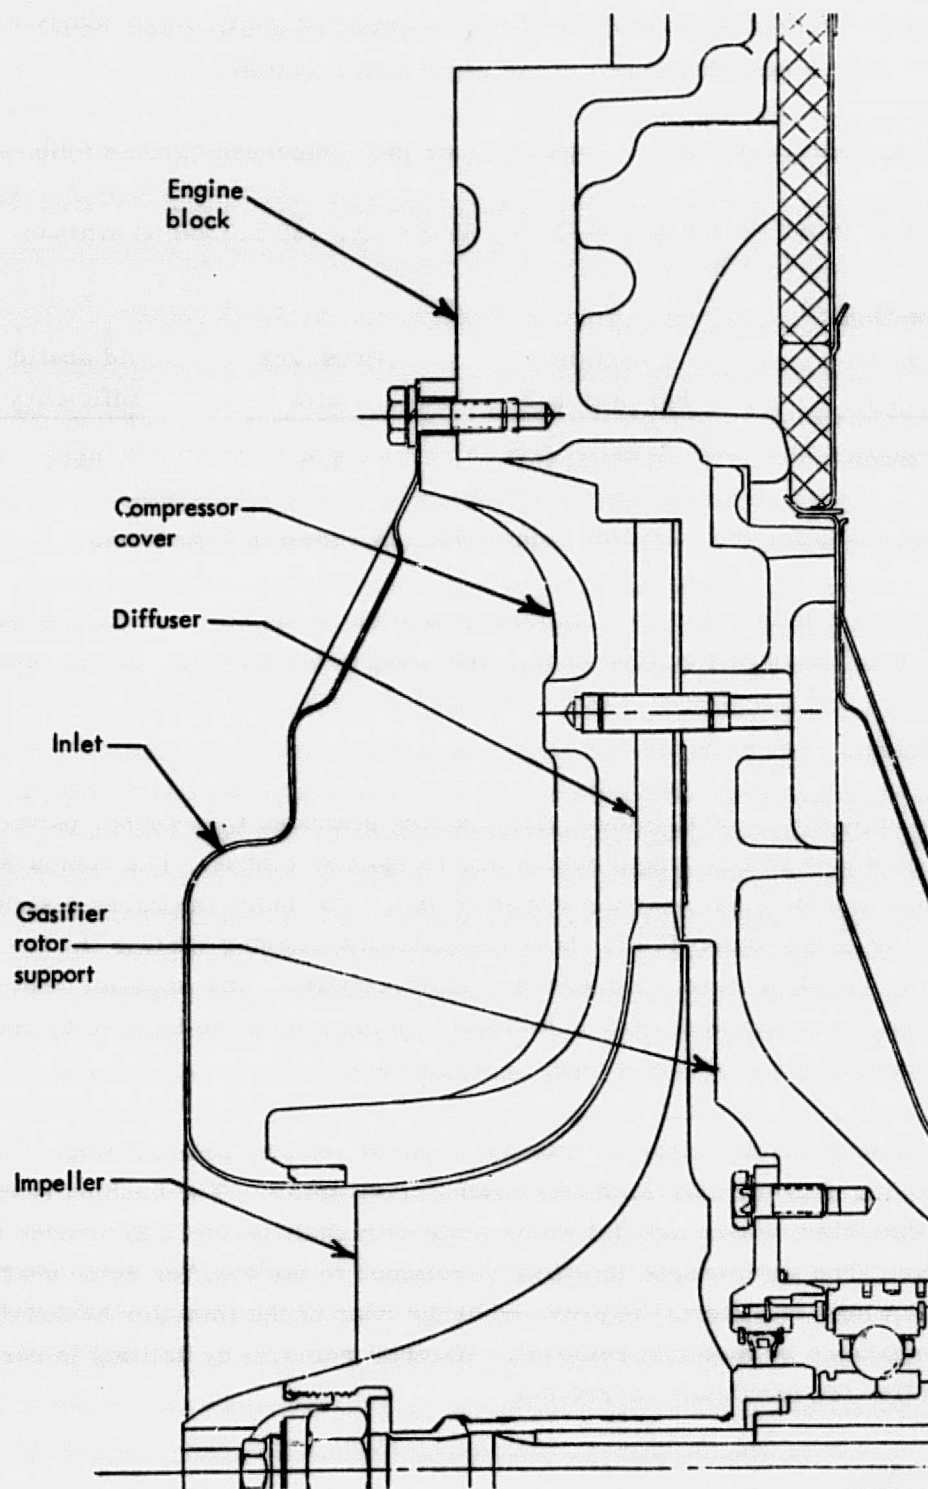 Engine
block
Compressor
cover
Diffuser
Inlet
Gasifier
rotor
support
Impeller